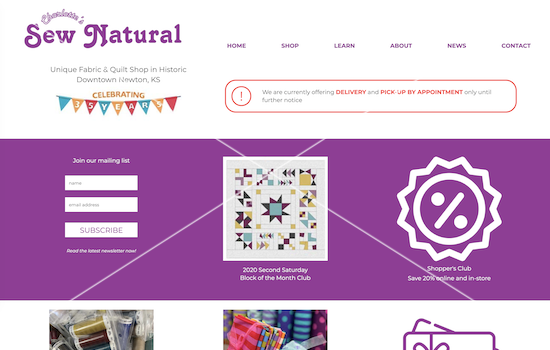 Charlotte's
Sew Natural
HOME
SHOP
LEARN
ABOUT
NEWS
CONTACT
Unique Fabric & Quilt Shop in Historic
Downtown Newton, KS
CELEBRATING
35 YEARS
!
We are currently offering DELIVERY and PICK-UP BY APPOINTMENT only until
further notice
Join our mailing list
name
email address
SUBSCRIBE
Read the latest newsletter now!
2020 Second Saturday
Block of the Month Club
%
Shopper's Club
Save 20% online and in-store